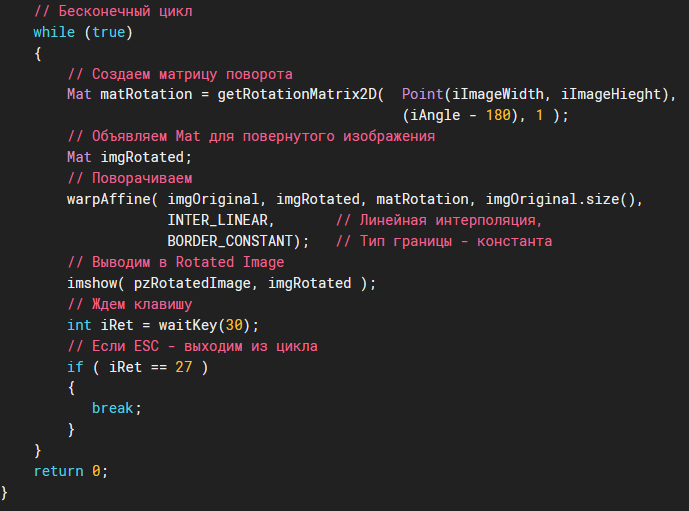 // Бесконечный цикл
while (true)
{
// Создаем матрицу поворота
Mat matRotation = getRotationMatrix2D(  Point(iImageWidth, iImageHieght),
(iAngle - 180), 1 );
// Объявляем Mat для повернутого изображения
Mat imgRotated;
// Поворачиваем
warpAffine( imgOriginal, imgRotated, matRotation, imgOriginal.size(),
INTER_LINEAR,       // Линейная интерполяция,
BORDER_CONSTANT);   // Тип границы - константа
// Выводим в Rotated Image
imshow( pzRotatedImage, imgRotated );
// Ждем клавишу
int iRet = waitKey(30);
// Если ESC - выходим из цикла
if ( iRet == 27 )
{
break;
}
}
return 0;
}